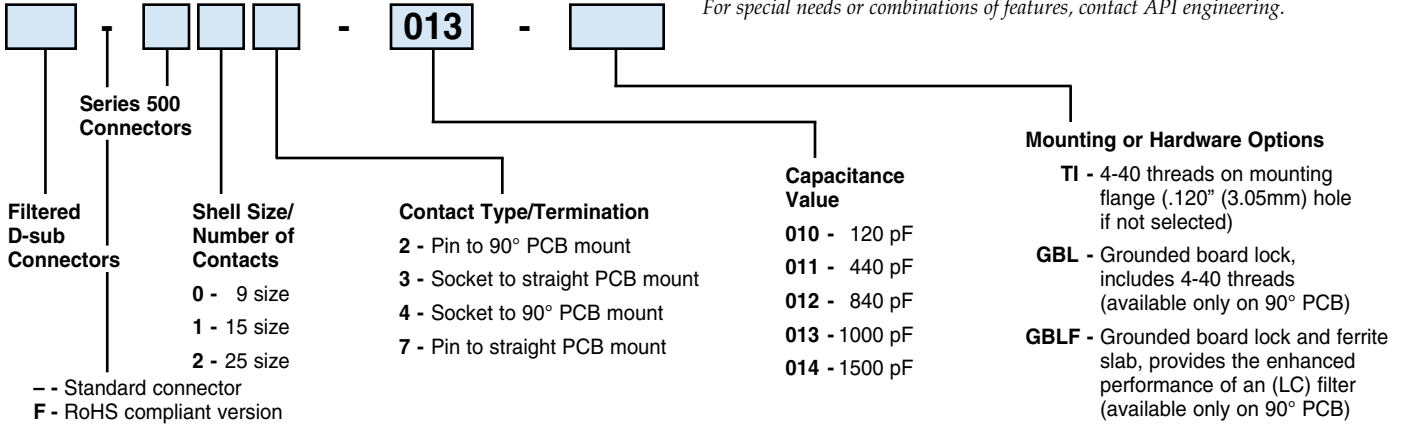 For special needs or combinations of features, contact API engineering.
- - 013 -
Series 500
Connectors
Filtered
D-sub
Connectors
– - Standard connector
F - RoHS compliant version
Shell Size/
Number of
Contacts
0 - 9 size
1 - 15 size
2 - 25 size
Contact Type/Termination
2 - Pin to 90° PCB mount
3 - Socket to straight PCB mount
4 - Socket to 90° PCB mount
7 - Pin to straight PCB mount
Capacitance
Value
010 - 120 pF
011 - 440 pF
012 - 840 pF
013 - 1000 pF
014 - 1500 pF
Mounting or Hardware Options
TI - 4-40 threads on mounting
flange (.120” (3.05mm) hole
if not selected)
GBL - Grounded board lock,
includes 4-40 threads
(available only on 90° PCB)
GBLF - Grounded board lock and ferrite
slab, provides the enhanced
performance of an (LC) filter
(available only on 90° PCB)